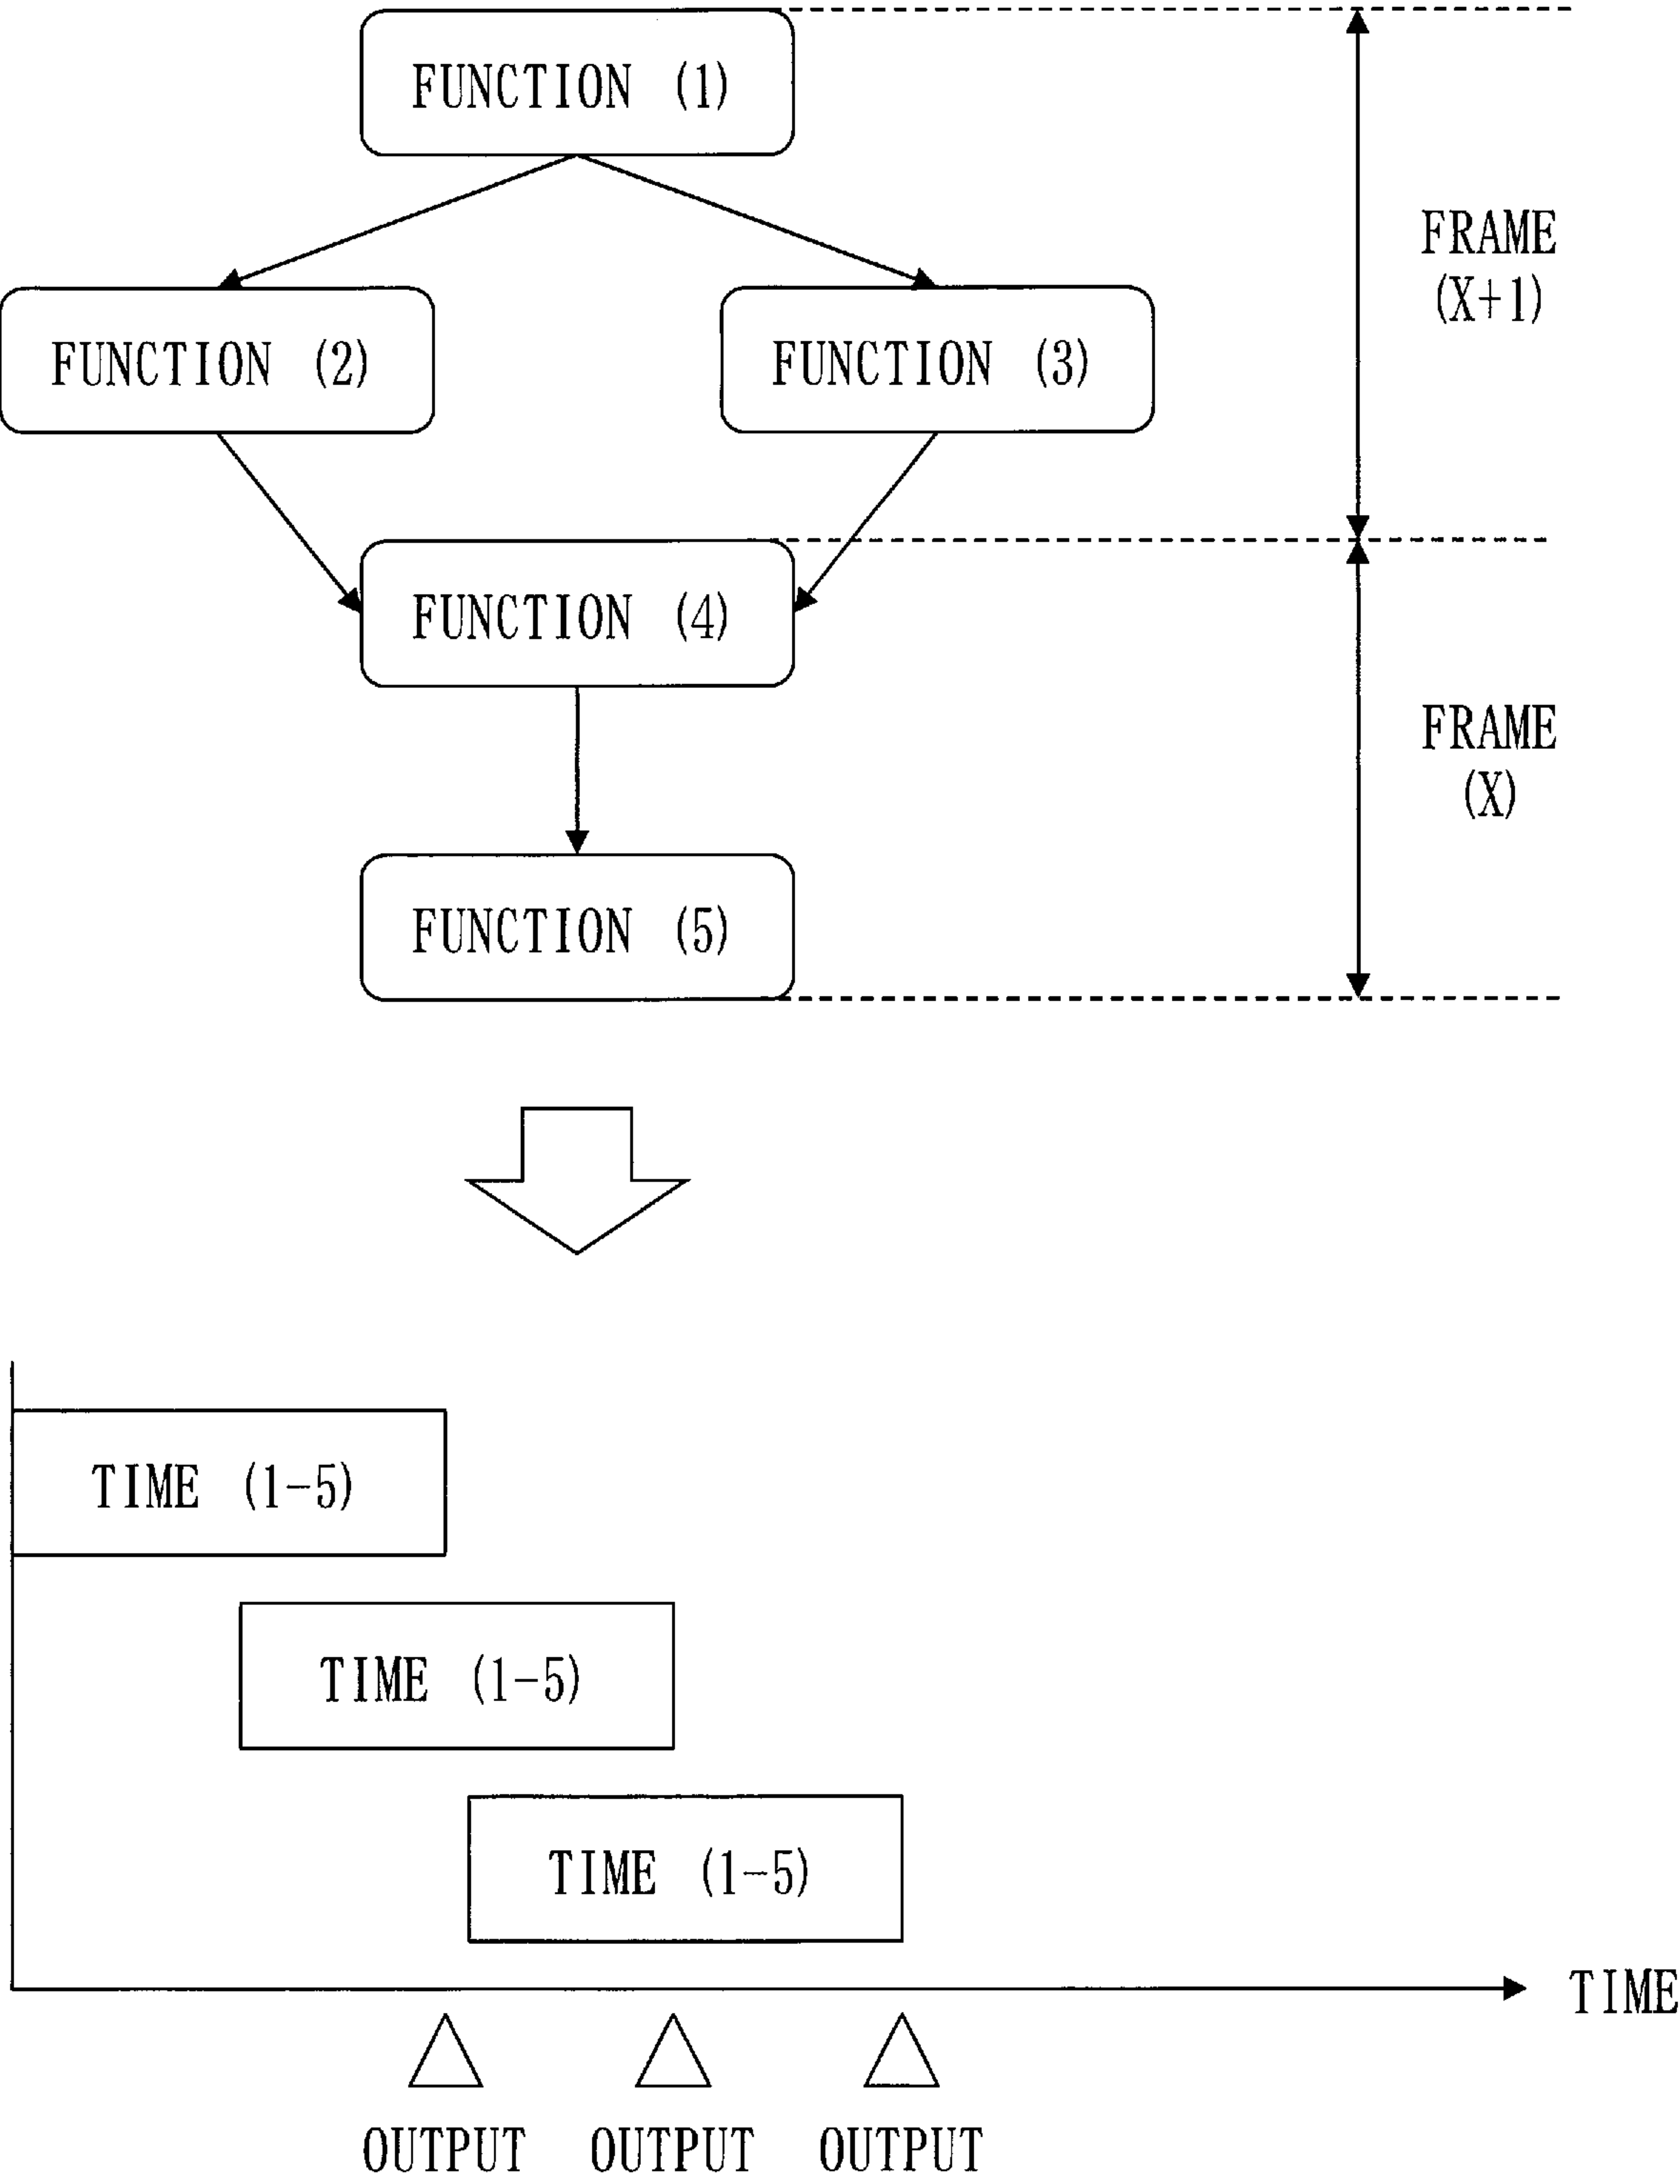 FUNCTION (1)
FRAME
(X+1)
FUNCTION (2)
FUNCTION (3)
FUNCTION (4)
FRAME
(X)
FUNCTION (5)
TIME (1-5)
TIME (1-5)
TIME (1-5)
TIME
OUTPUT
OUTPUT
OUTPUT